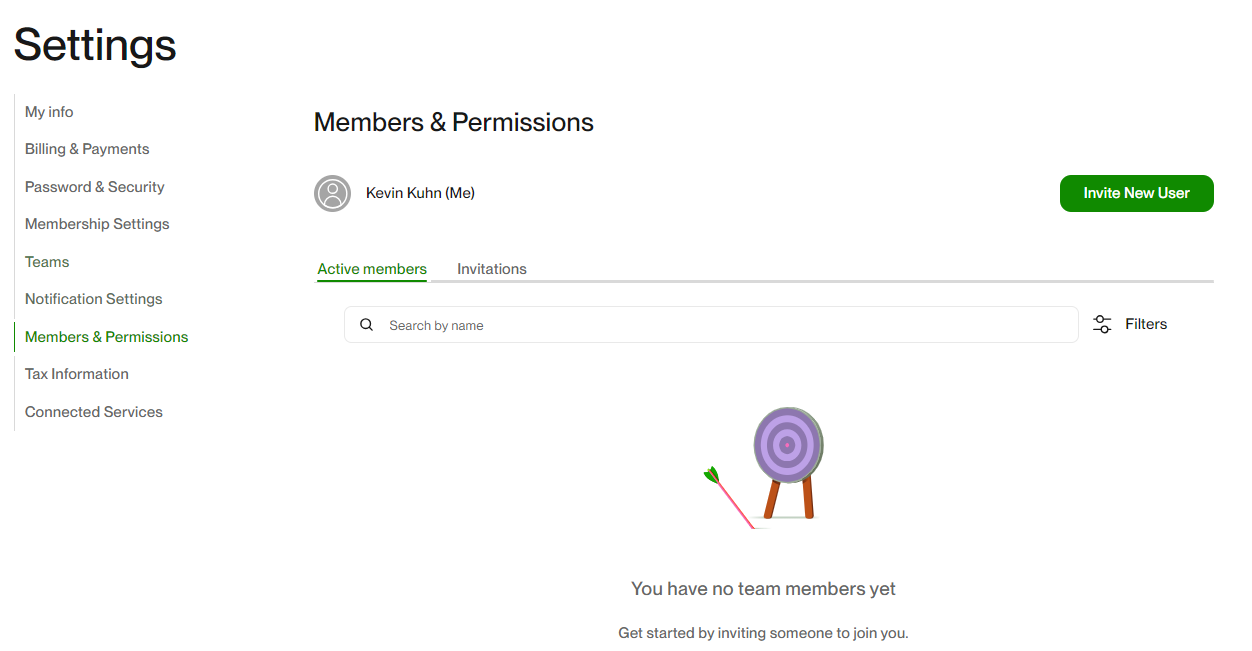 Settings
My info
Billing & Payments
Password & Security
Membership Settings
Teams
Notification Settings
Members & Permissions
Tax Information
Connected Services
Members & Permissions
Kevin Kuhn (Me)
Invite New User
Active members
Invitations
Search by name
Filters
You have no team members yet
Get started by inviting someone to join you.